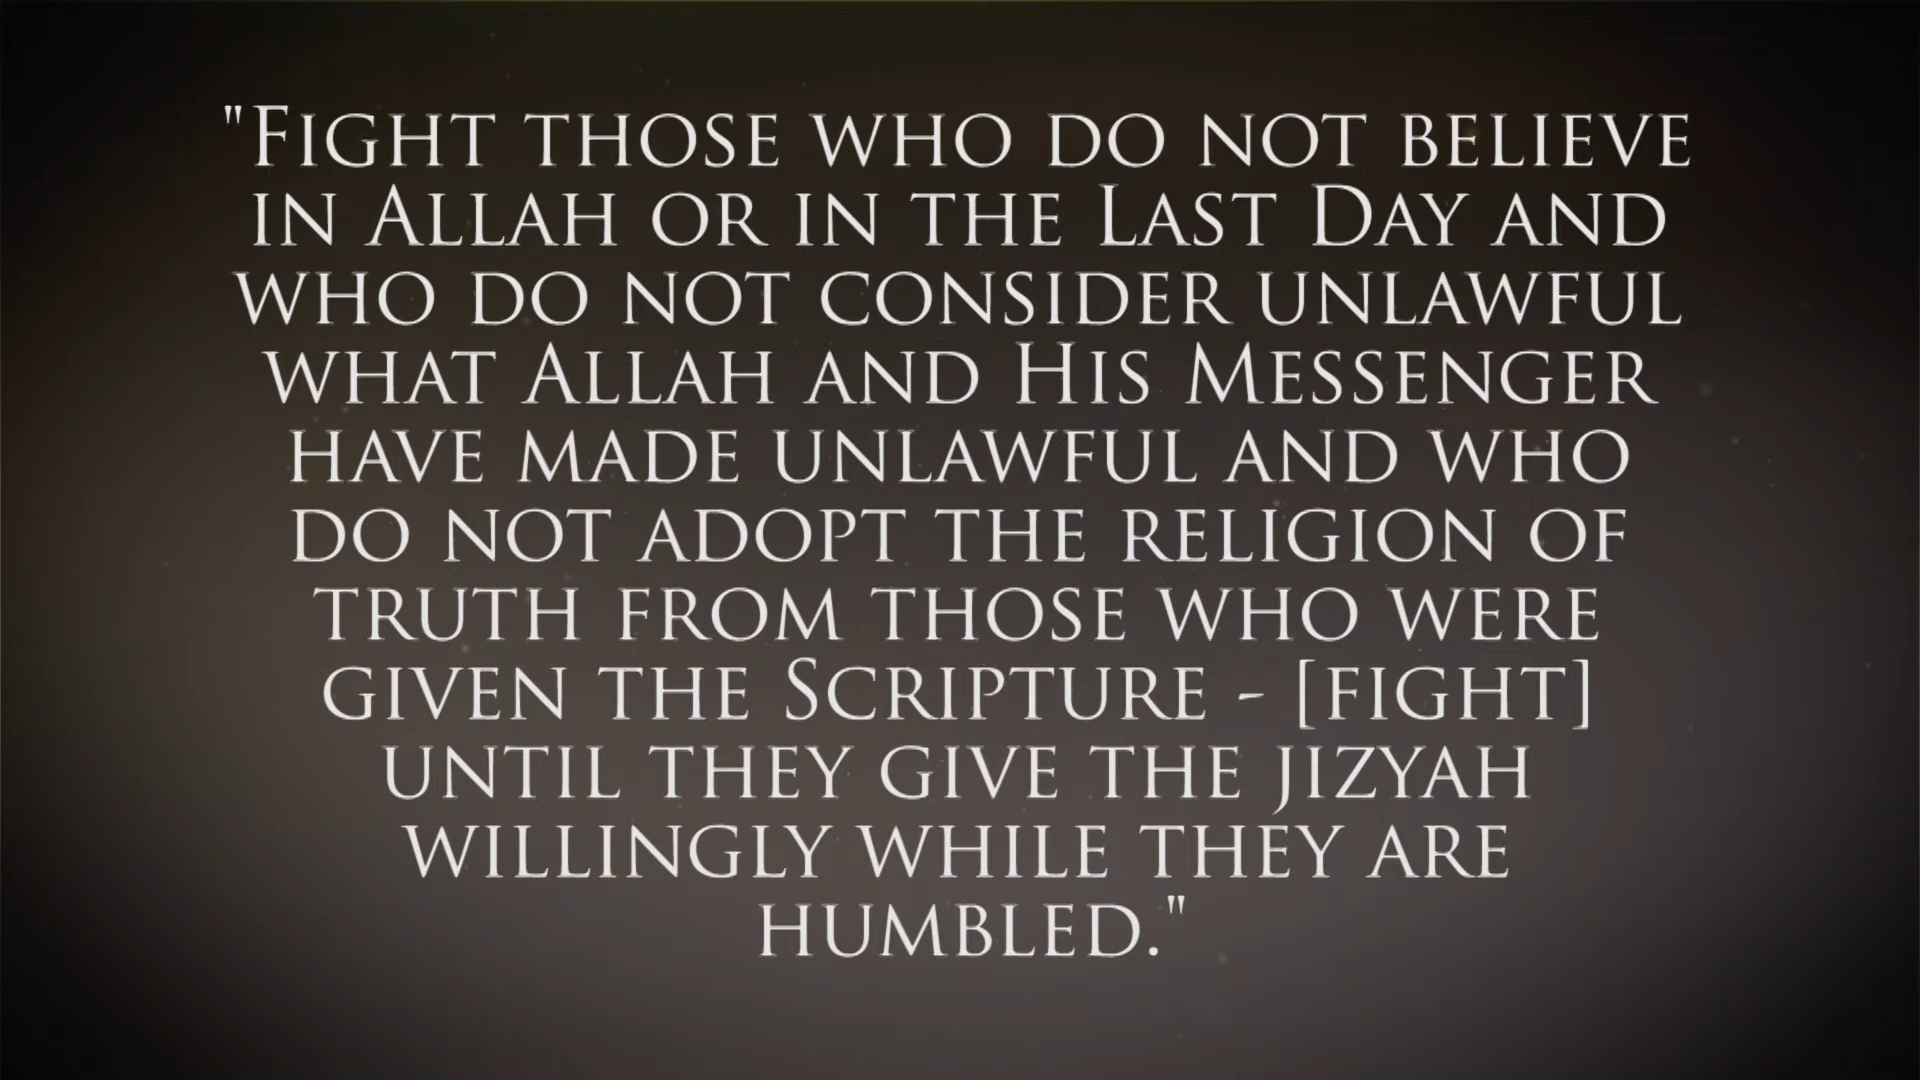 "Fight those who do not believe
in Allah or in the Last Day and
who do not consider unlawful
what Allah and His Messenger
have made unlawful and who
do not adopt the religion of
truth from those who were
given the Scripture - [fight]
until they give the jizyah
willingly while they are
humbled."